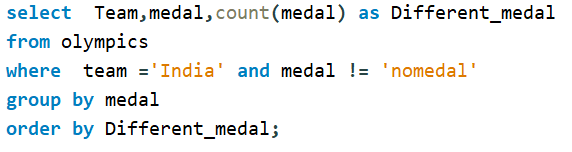 select  Team,medal,count(medal) as Different_medal
from olympics
where  team ='India' and medal != 'nomedal'
group by medal
order by Different_medal;